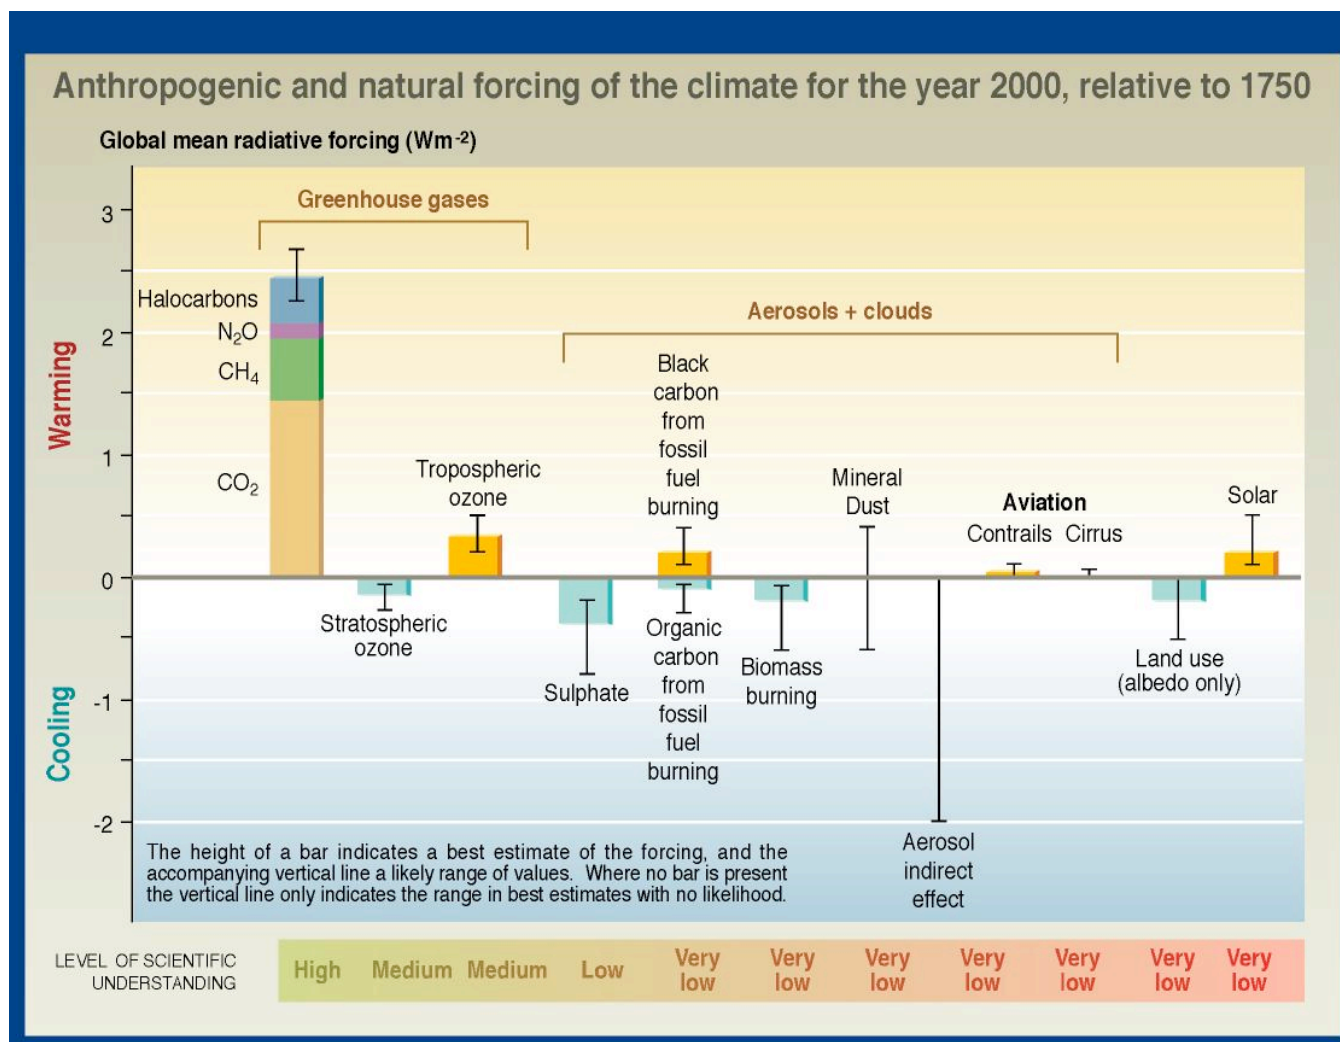 Anthropogenic and natural forcing of the climate for the year 2000, relative to 1750
Global mean radiative forcing (Wm-2)
Warming
Cooling
3
2
1
0
-1
-2
Greenhouse gases
Halocarbons
N2O
CH4
CO2
Stratospheric
ozone
Tropospheric
ozone
Aerosols + clouds
Sulphate
Black
carbon
from
fossil
fuel
burning
Organic
carbon
from
fossil
fuel
burning
Biomass
burning
Mineral
Dust
Aerosol
indirect
effect
Aviation
Contrails Cirrus
Land use
(albedo only)
Solar
The height of a bar indicates a best estimate of the forcing, and the
accompanying vertical line a likely range of values. Where no bar is present
the vertical line only indicates the range in best estimates with no likelihood.
LEVEL OF SCIENTIFIC
UNDERSTANDING
High
Medium
Medium
Low
Very
low
Very
low
Very
low
Very
low
Very
low
Very
low
Very
low